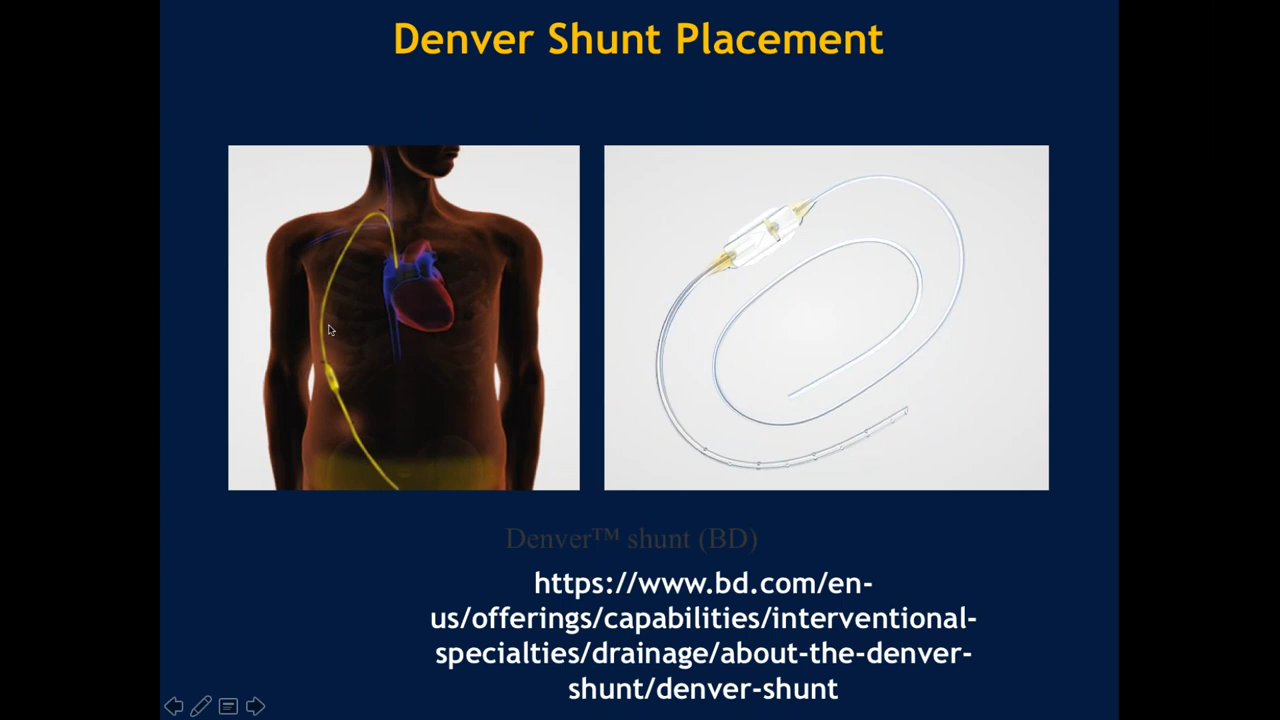 Denver Shunt Placement
Denver™ shunt (BD)
https://www.bd.com/en-
us/offerings/capabilities/interventional-
specialties/drainage/about-the-denver-
shunt/denver-shunt